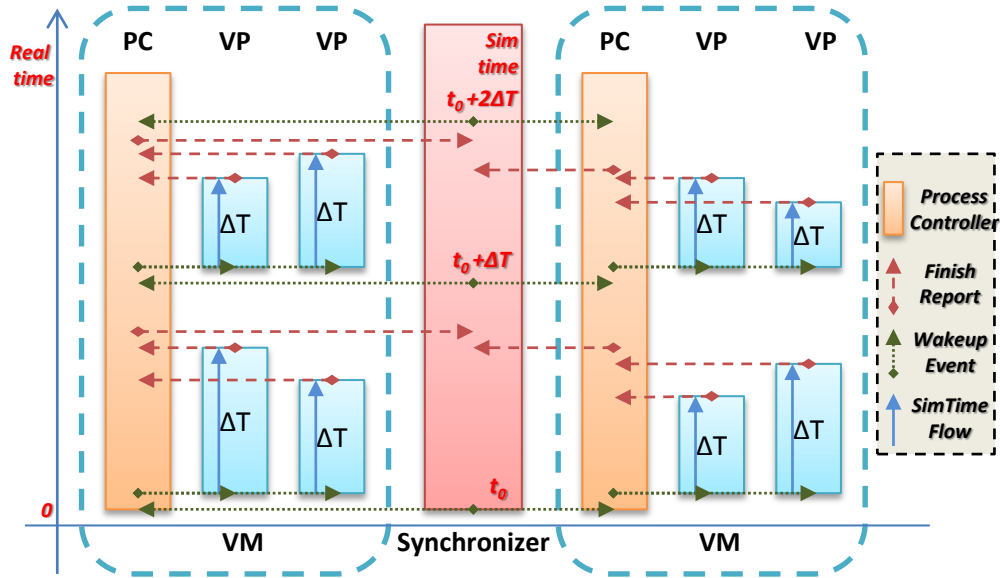 Real
time
PC
VP
VP
Sim
time
PC
VP
VP
t0+2ΔT
ΔT
ΔT
ΔT
ΔT
t0+ΔT
ΔT
ΔT
ΔT
ΔT
t0
0
VM
Synchronizer
VM
Process
Controller
Finish
Report
Wakeup
Event
SimTime
Flow